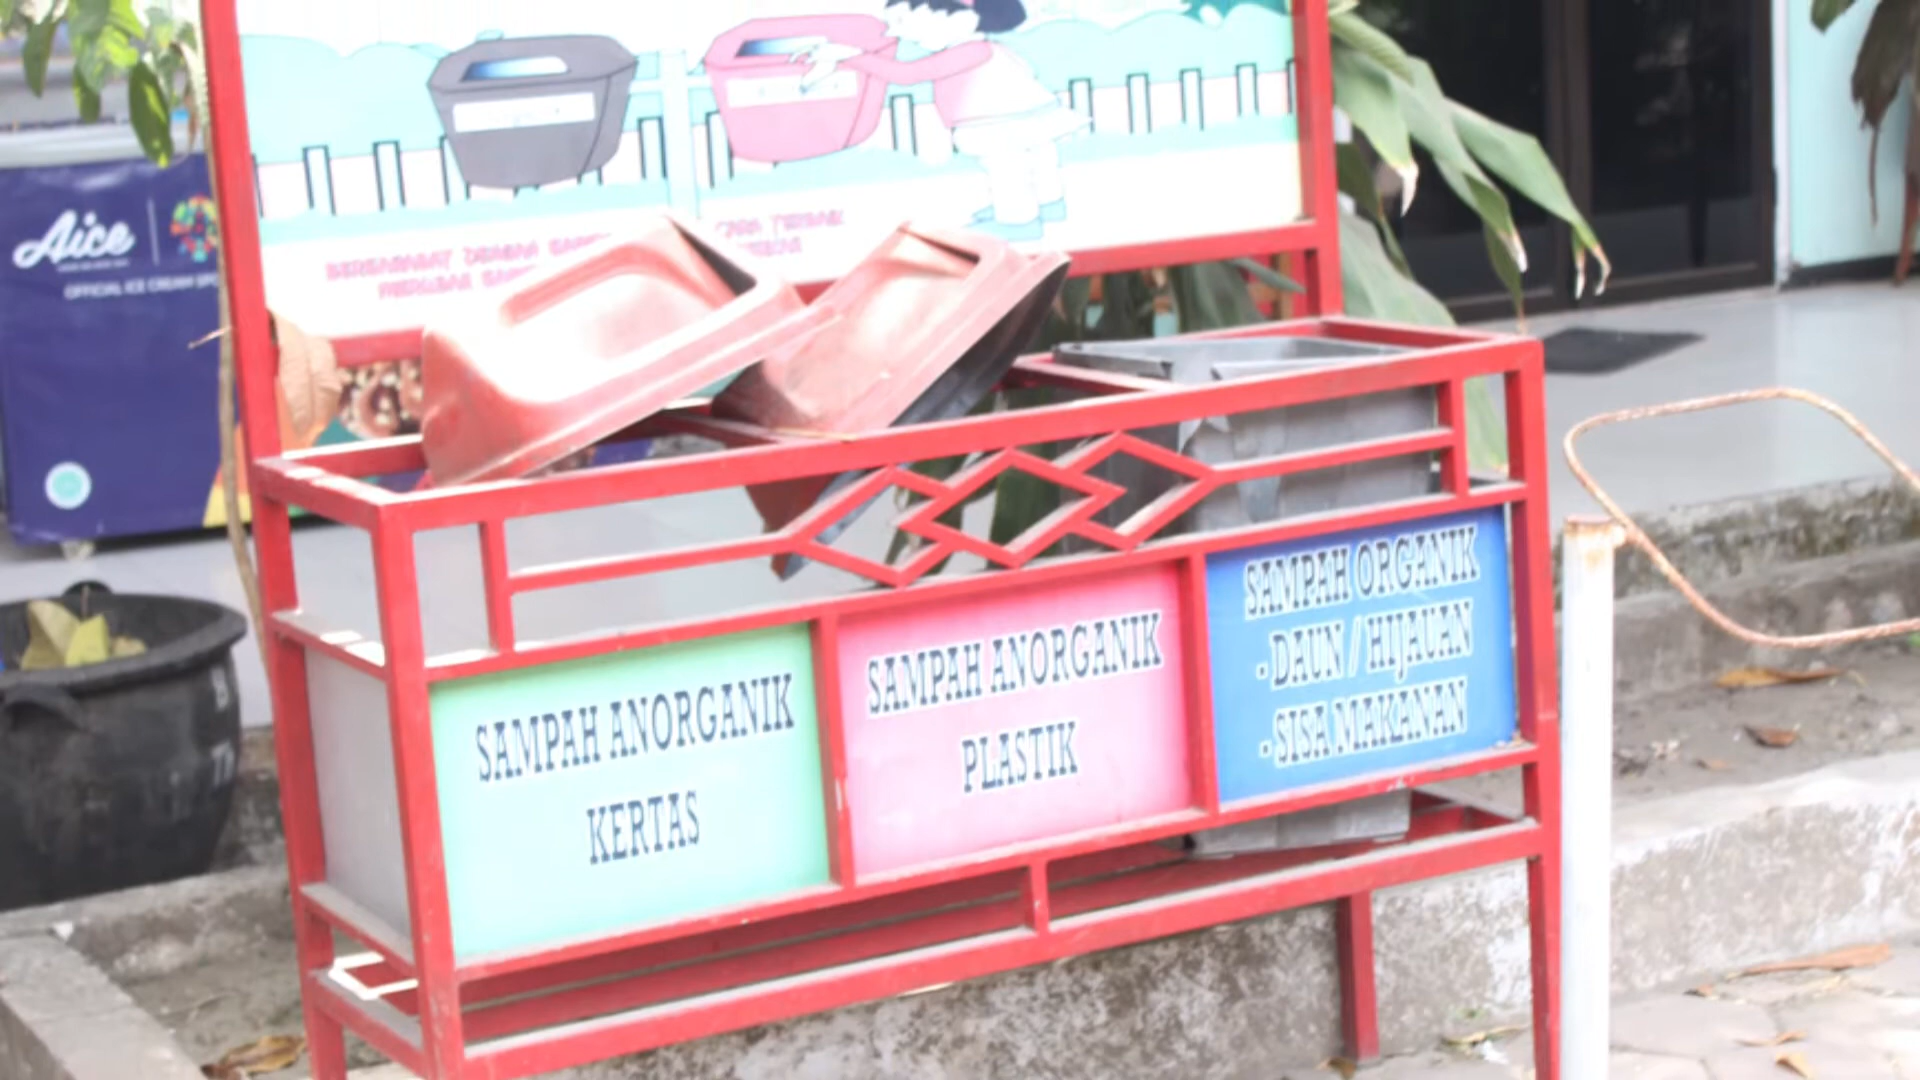 Aice
OFFICIAL ICE CREAM
SAMPAH ANORGANIK
KERTAS
SAMPAH ANORGANIK
PLASTIK
SAMPAH ORGANIK
- DAUN / HIJAUAN
- SISA MAKANAN